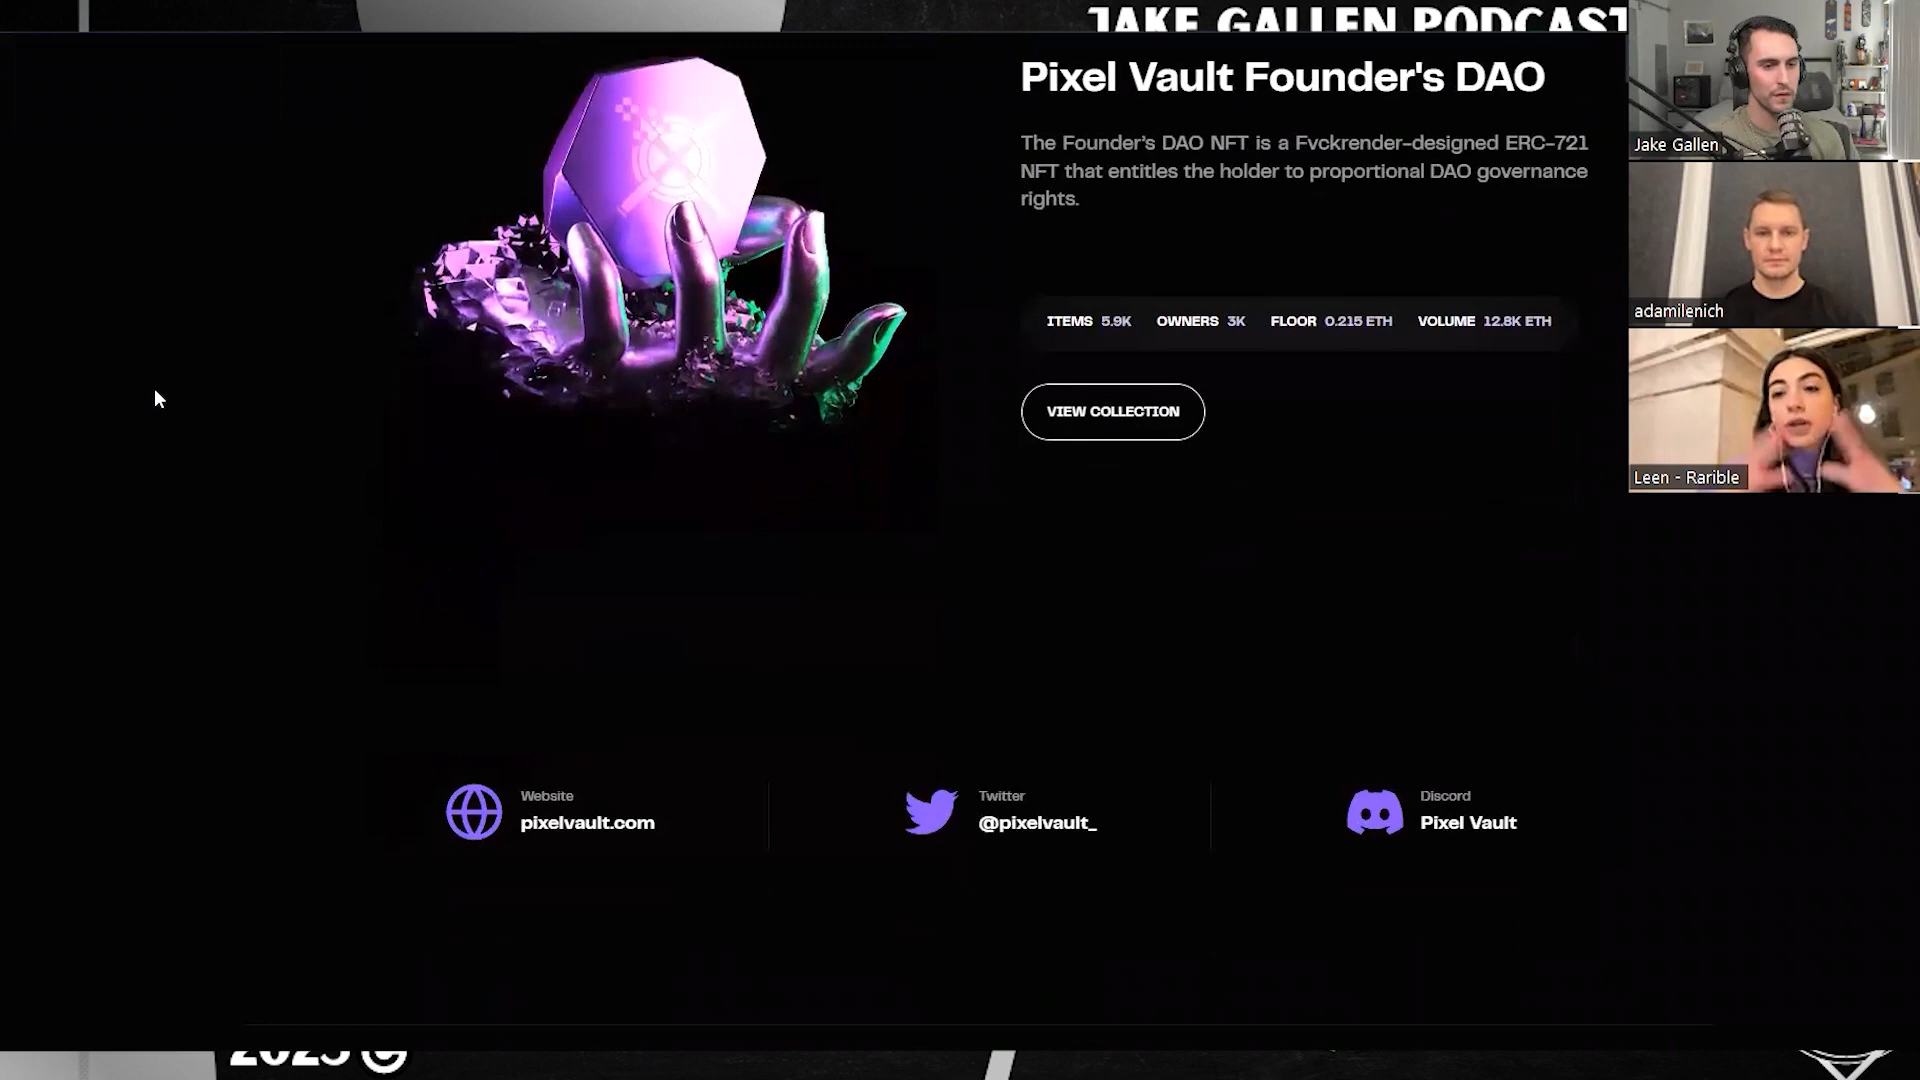 JAKE GALLEN PODCAST
Pixel Vault Founder's DAO
The Founder's DAO NFT is a Fvckrender-designed ERC-721
NFT that entitles the holder to proportional DAO governance
rights.
ITEMS 5.9K OWNERS 3K FLOOR 0.215 ETH VOLUME 12.8K ETH
VIEW COLLECTION
Jake Gallen
adamilenich
Leen - Rarible
Website
pixelvault.com
Twitter
@pixelvault_
Discord
Pixel Vault
2023 ©